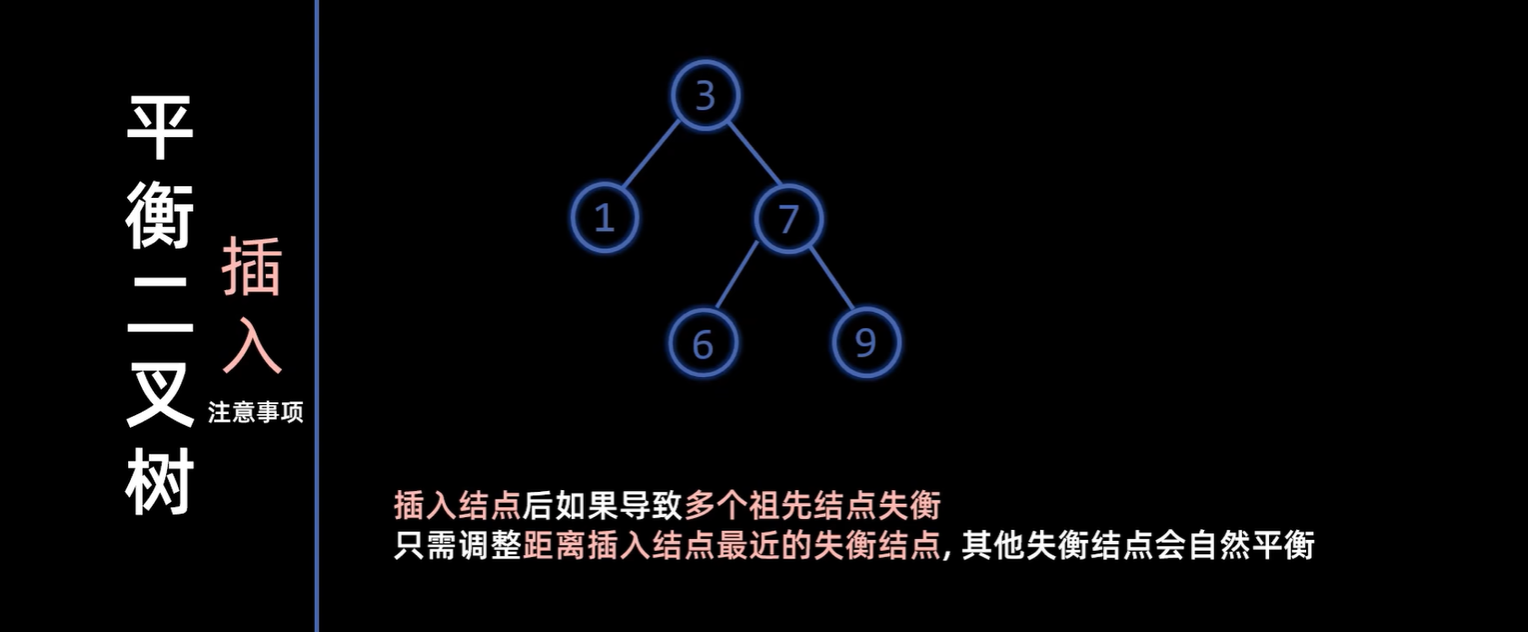 平衡二叉树
插入
注意事项
3
1
7
6
9
插入结点后如果导致多个祖先结点失衡
只需调整距离插入结点最近的失衡结点, 其他失衡结点会自然平衡